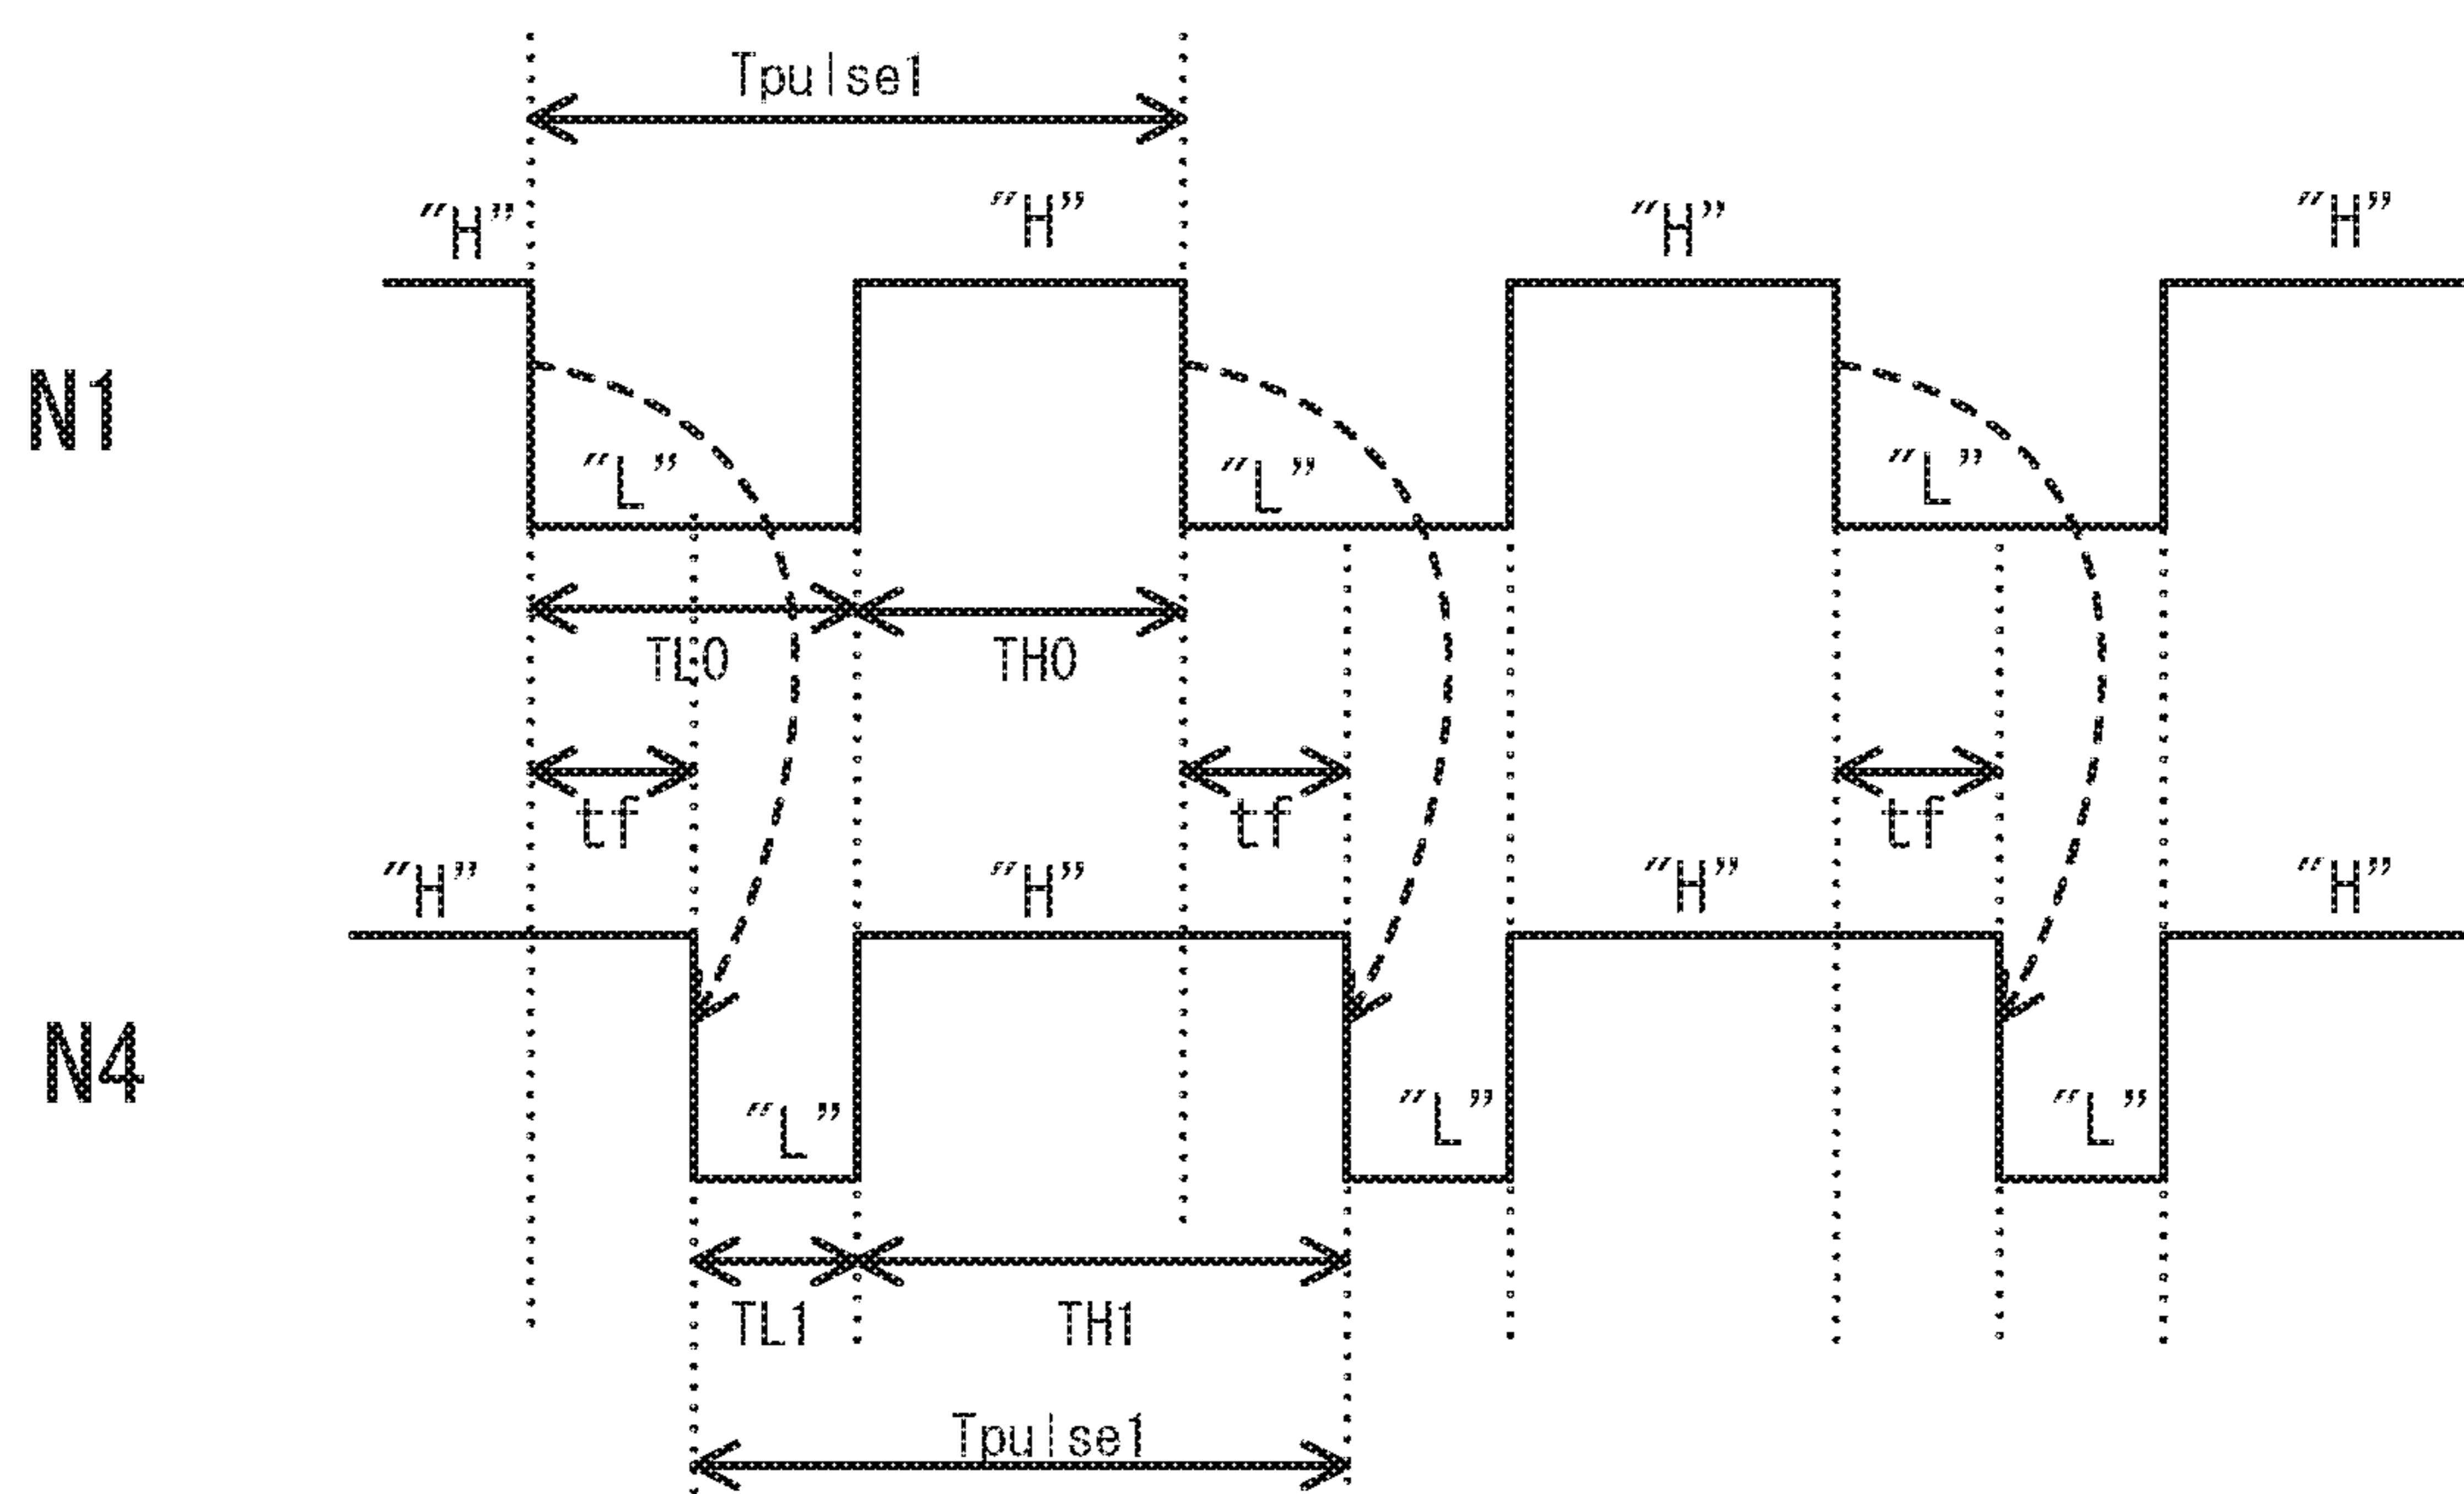 Tpulse1
"H" "H" "H" "H"
N1
"L" "L" "L"
TL0 TH0
tf tf tf
"H" "H" "H" "H"
N4
"L" "L" "L"
TL1 TH1
Tpulse1